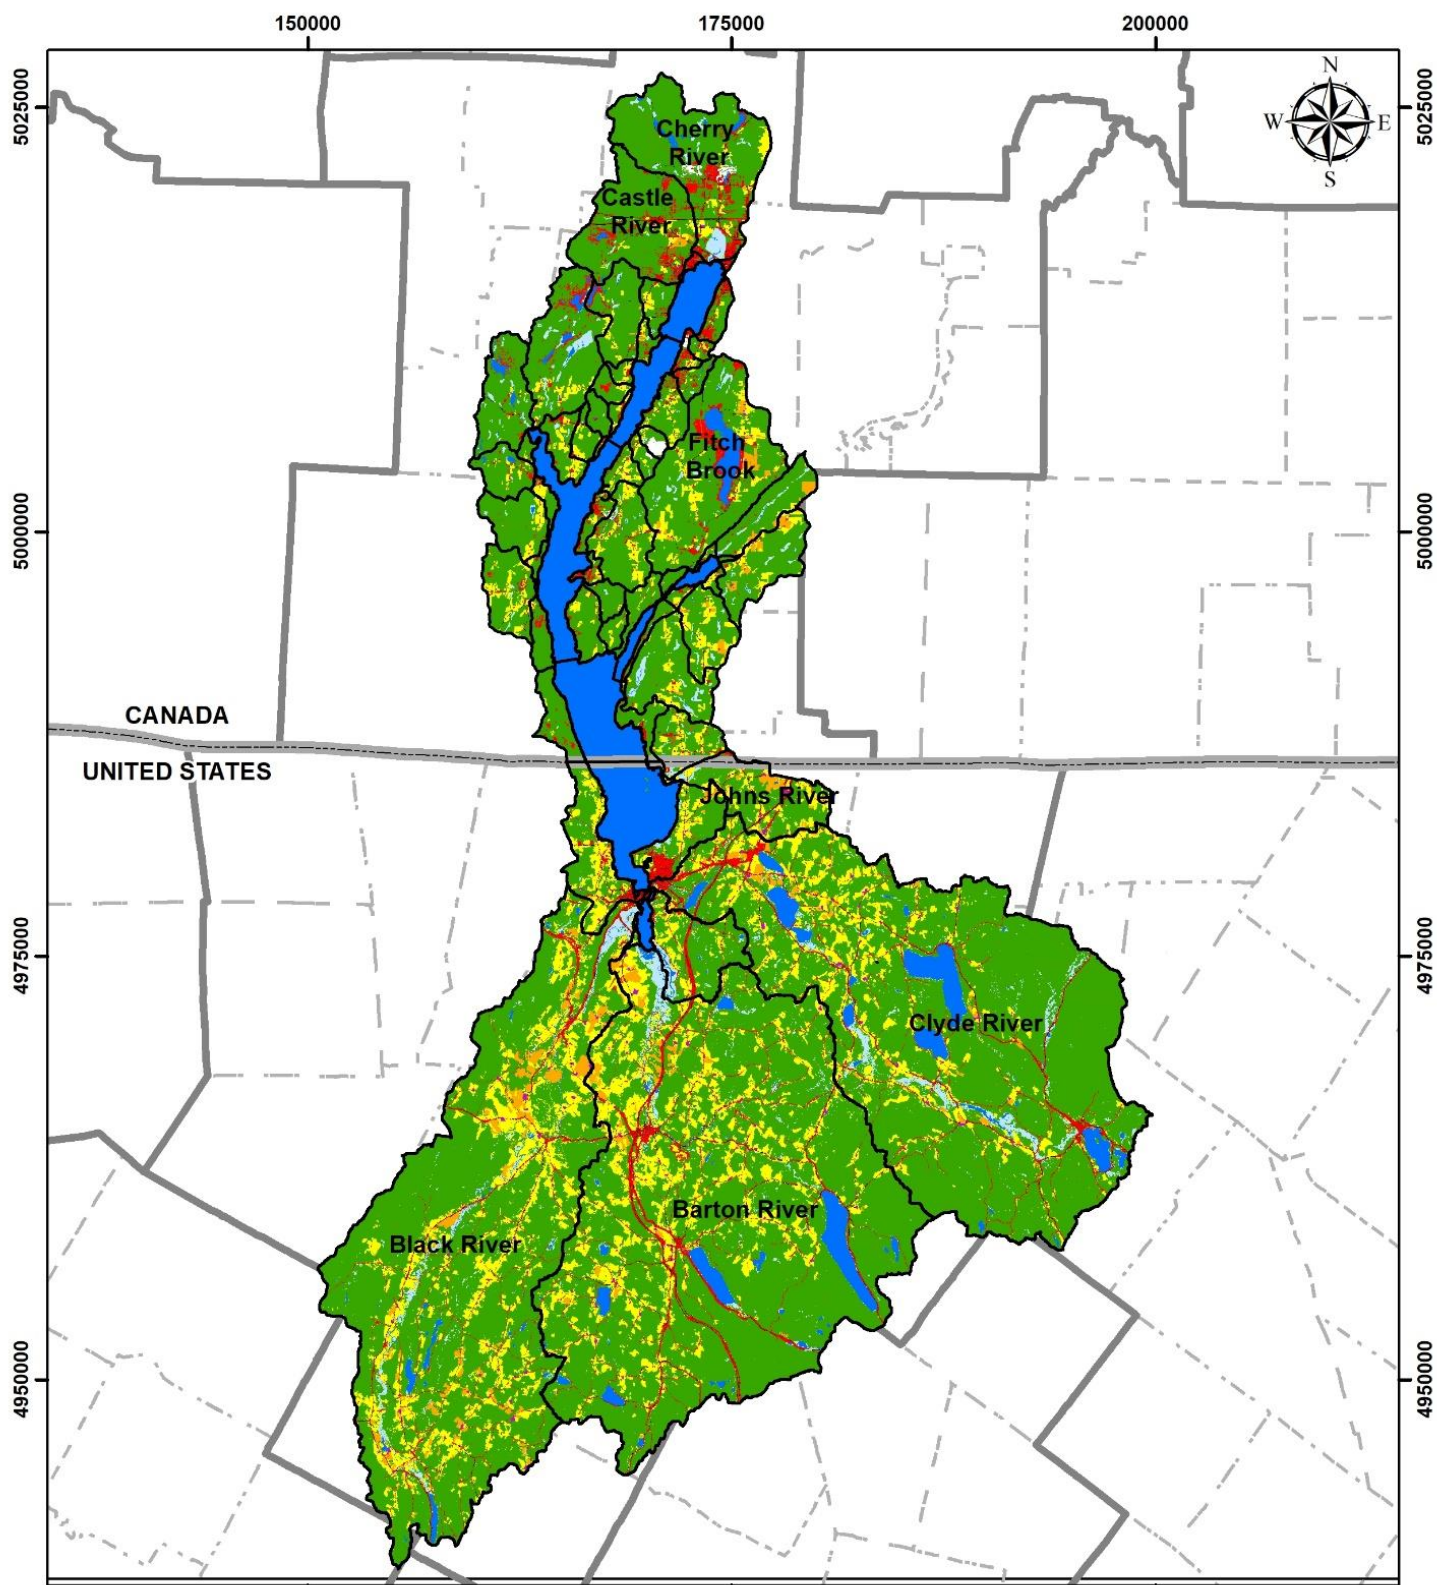 150000
175000
200000
5025000
5025000
N
W
E
S
Cherry
River
Castle
River
Fitch
Brook
5000000
5000000
CANADA
UNITED STATES
Johns River
4975000
4975000
Clyde River
Barton River
Black River
4950000
4950000